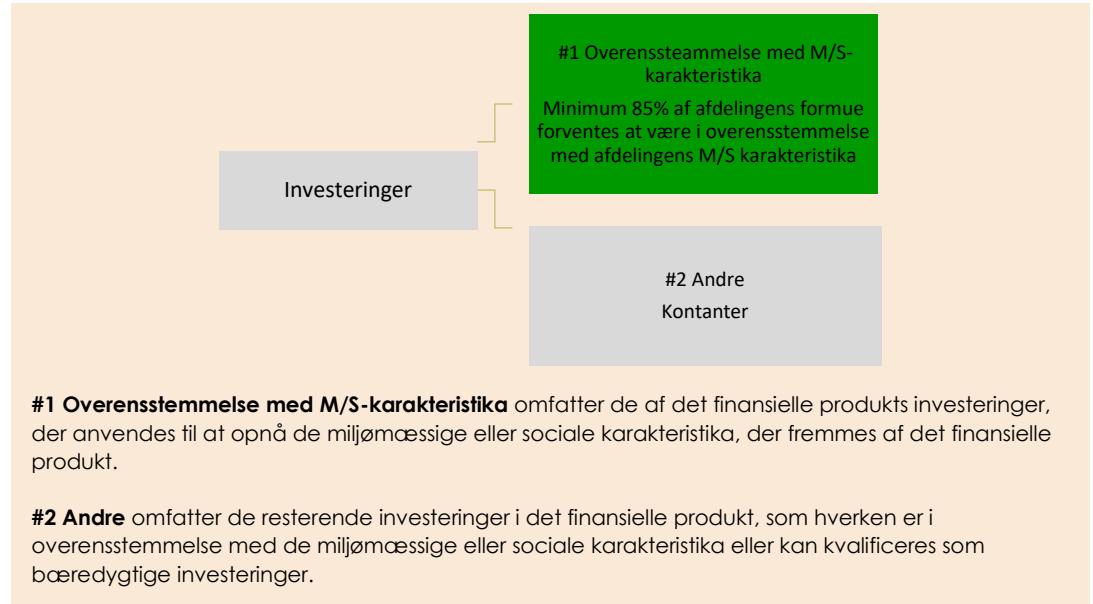 #1 Overenssteammelse med M/S-
karakteristika
Minimum 85% af afdelingens formue
forventes at være i overensstemmelse
med afdelingens M/S karakteristika
Investeringer
#2 Andre
Kontanter
#1 Overensstemmelse med M/S-karakteristika omfatter de af det finansielle produkts investeringer,
der anvendes til at opnå de miljømæssige eller sociale karakteristika, der fremmes af det finansielle
produkt.
#2 Andre omfatter de resterende investeringer i det finansielle produkt, som hverken er i
overensstemmelse med de miljømæssige eller sociale karakteristika eller kan kvalificeres som
bæredygtige investeringer.